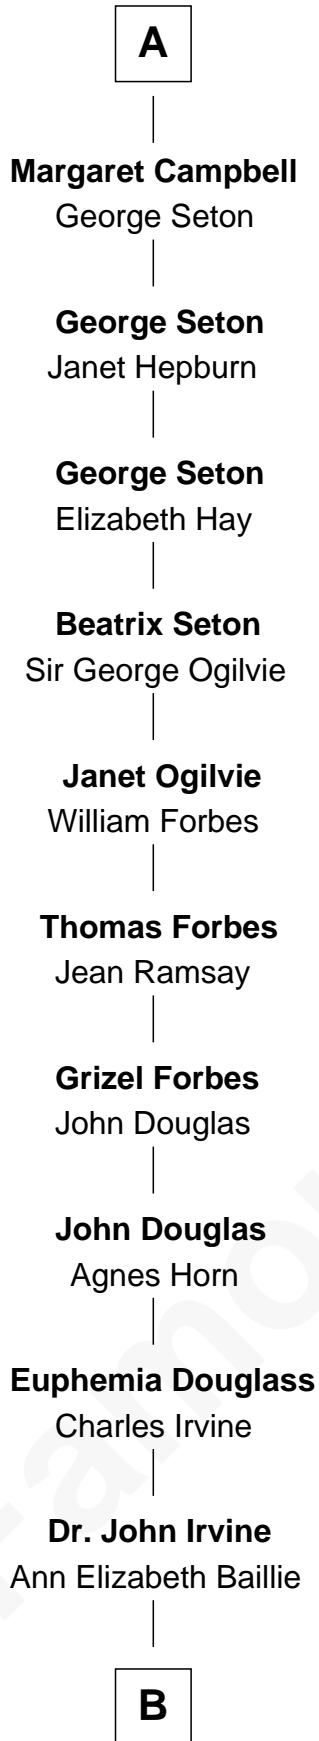 A
Margaret Campbell
George Seton
George Seton
Janet Hepburn
George Seton
Elizabeth Hay
Beatrix Seton
Sir George Ogilvie
Janet Ogilvie
William Forbes
Thomas Forbes
Jean Ramsay
Grizel Forbes
John Douglas
John Douglas
Agnes Horn
Euphemia Douglass
Charles Irvine
Dr. John Irvine
Ann Elizabeth Baillie
B